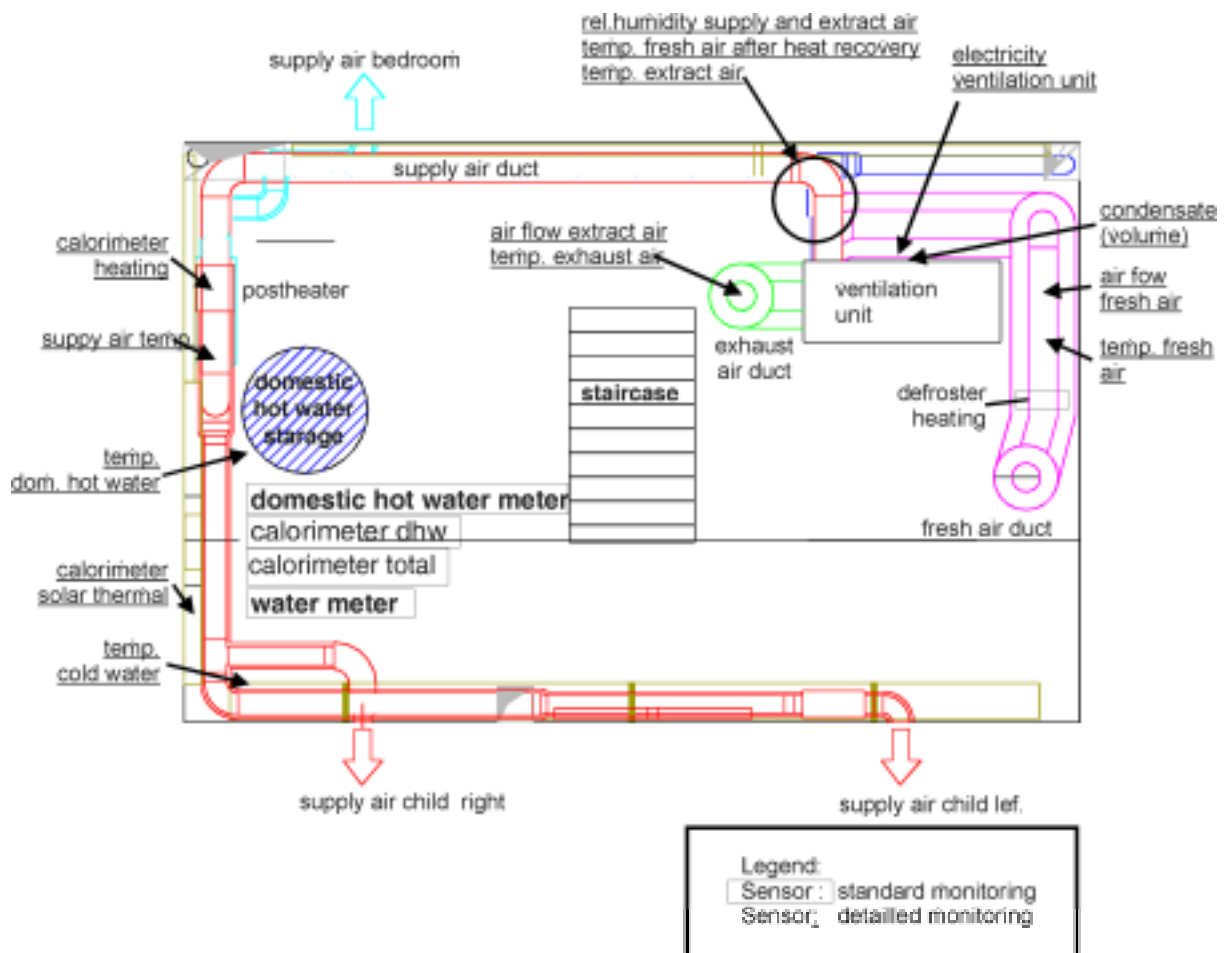 rel.humidity supply and extract air
temp. fresh air after heat recovery
temp. extract air
electricity
ventilation unit
supply air bedroom
supply air duct
calorimeter
heating
postheater
air flow extract air
temp. exhaust air
condensate
(volume)
ventilation
unit
air fow
fresh air
suppy air temp
exhaust
air duct
temp. fresh
air
domestic
hot water
starage
staircase
defroster
heating
temp.
dom. hot water
domestic hot water meter
calorimeter dhw
fresh air duct
calorimeter total
calorimeter
solar thermal
water meter
temp.
cold water
supply air child right
supply air child lef.
Legend:
Sensor : standard monitoring
Sensor; detailled monitoring